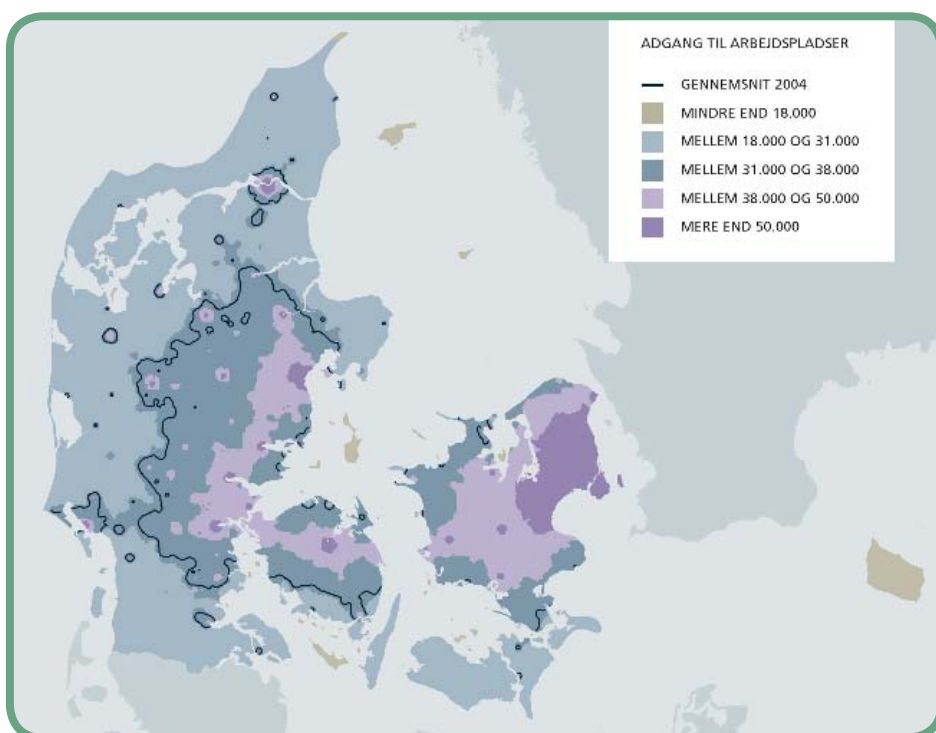 ADGANG TIL ARBEJDSPLADSER
GENNEMSNIT 2004
MINDRE END 18.000
MELLEM 18.000 OG 31.000
MELLEM 31.000 OG 38.000
MELLEM 38.000 OG 50.000
MERE END 50.000